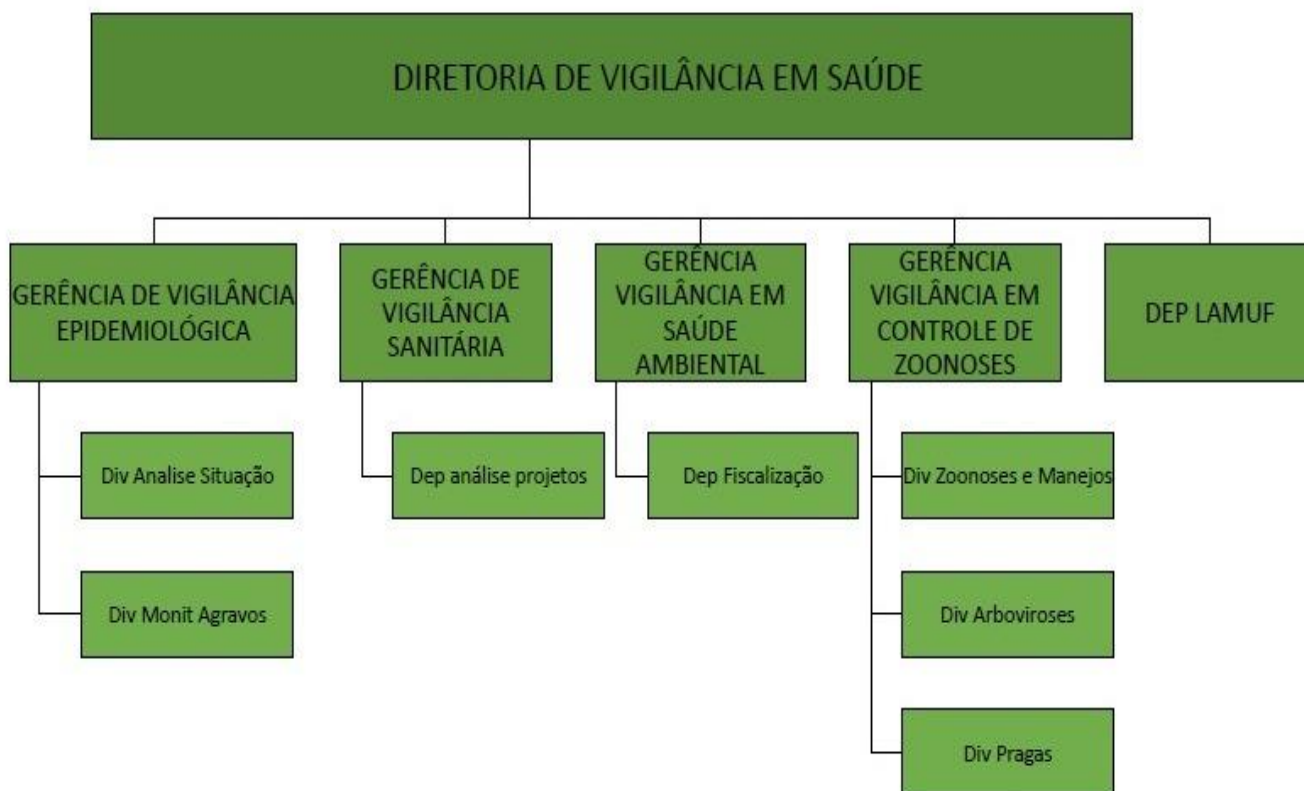 DIRETORIA DE VIGILÂNCIA EM SAÚDE
GERÊNCIA DE VIGILÂNCIA
EPIDEMIOLÓGICA
GERÊNCIA DE
VIGILÂNCIA
SANITÁRIA
GERÊNCIA
VIGILÂNCIA EM
SAÚDE
AMBIENTAL
GERÊNCIA
VIGILÂNCIA EM
CONTROLE DE
ZOONOSES
DEP LAMUF
Div Analise Situação
Dep análise projetos
Dep Fiscalização
Div Zoonoses e Manejos
Div Monit Agravos
Div Arboviroses
Div Pragas